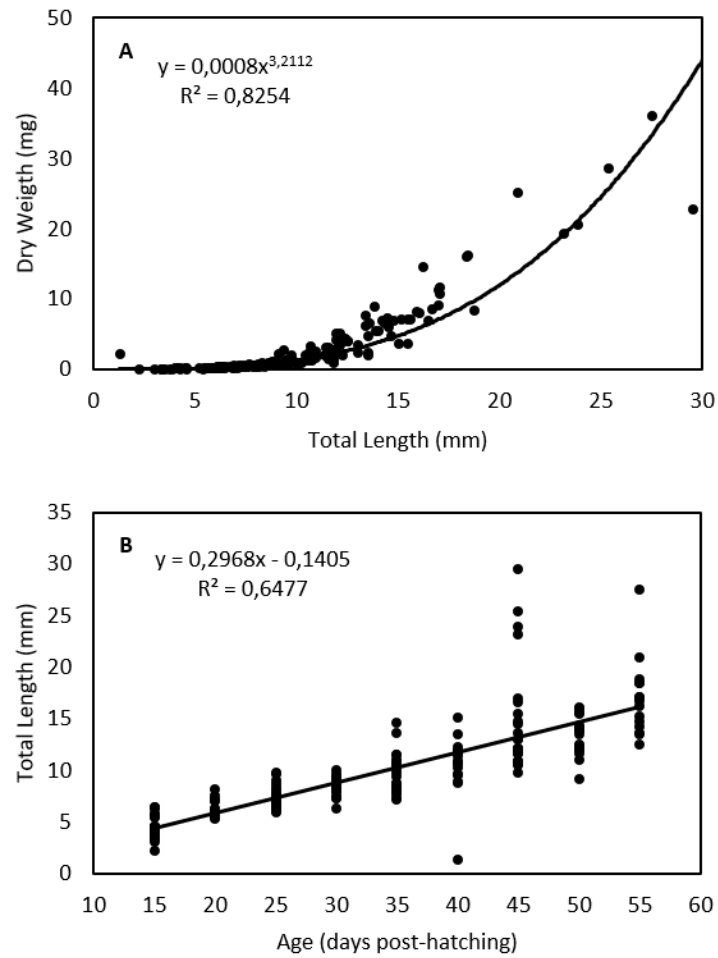 A
y = 0,0008x^3,2112
R² = 0,8254
Dry Weigth (mg)
50
40
30
20
10
0
0 5 10 15 20 25 30
Total Length (mm)
B
y = 0,2968x - 0,1405
R² = 0,6477
Total Length (mm)
35
30
25
20
15
10
5
0
10 15 20 25 30 35 40 45 50 55 60
Age (days post-hatching)